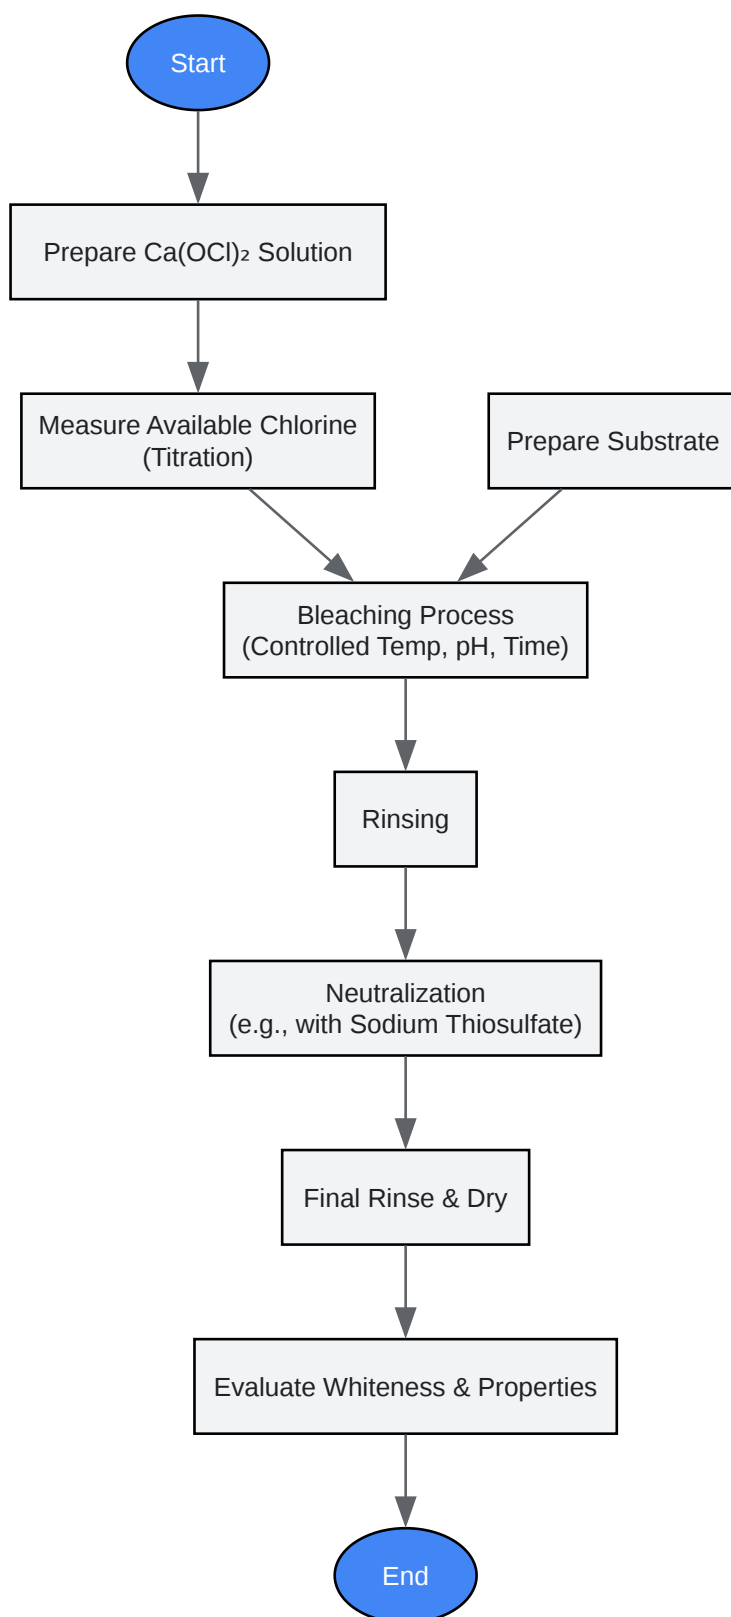 Start
Prepare Ca(OCl)₂ Solution
Measure Available Chlorine
(Titration)
Prepare Substrate
Bleaching Process
(Controlled Temp, pH, Time)
Rinsing
Neutralization
(e.g., with Sodium Thiosulfate)
Final Rinse & Dry
Evaluate Whiteness & Properties
End